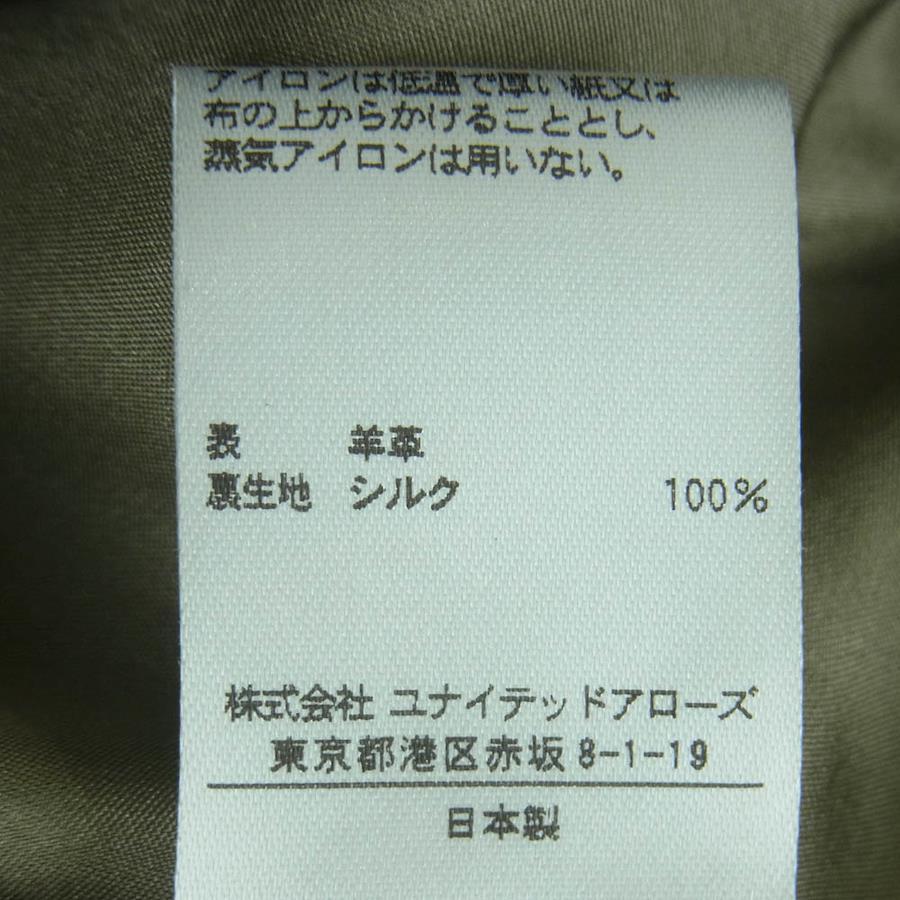 アイロンは低温で厚い紙又は
布の上からかけることとし、
蒸気アイロンは用いない。
表 羊革
裏生地 シルク 100%
株式会社 ユナイテッドアローズ
東京都港区赤坂8-1-19
日本製